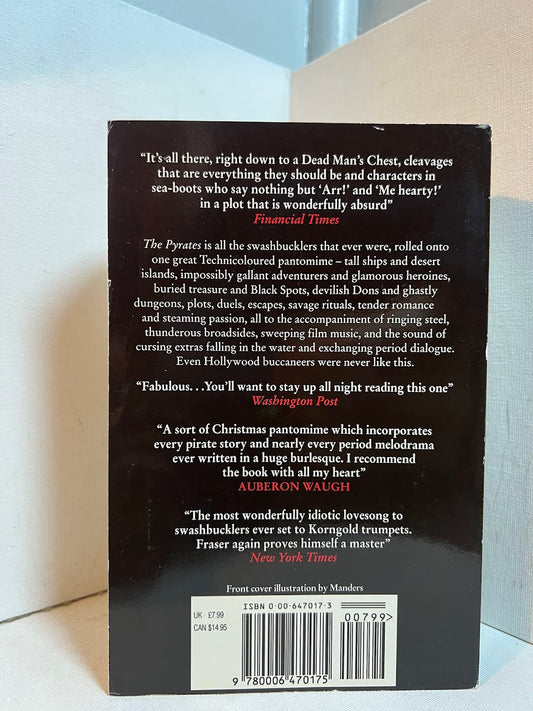 “It’s all there, right down to a Dead Man’s Chest, cleavages
that are everything they should be and characters in
sea-boots who say nothing but ‘Arr!’ and ‘Me hearty!’
in a plot that is wonderfully absurd”
Financial Times
The Pyrates is all the swashbucklers that ever were, rolled onto
one great Technicoloured pantomime – tall ships and desert
islands, impossibly gallant adventurers and glamorous heroines,
buried treasure and Black Spots, devilish Dons and ghastly
dungeons, plots, duels, escapes, savage rituals, tender romance
and steaming passion, all to the accompaniment of ringing steel,
thunderous broadsides, sweeping film music, and the sound of
cursing extras falling in the water and exchanging period dialogue.
Even Hollywood buccaneers were never like this.
“Fabulous. . .You’ll want to stay up all night reading this one”
Washington Post
“A sort of Christmas pantomime which incorporates
every pirate story and nearly every period melodrama
ever written in a huge burlesque. I recommend
the book with all my heart”
AUBERON WAUGH
“The most wonderfully idiotic lovesong to
swashbucklers ever set to Korngold trumpets.
Fraser again proves himself a master”
New York Times
Front cover illustration by Manders
UK £7.99
CAN $14.95
ISBN 0-00-647017-3
00799>
9 780006 470175